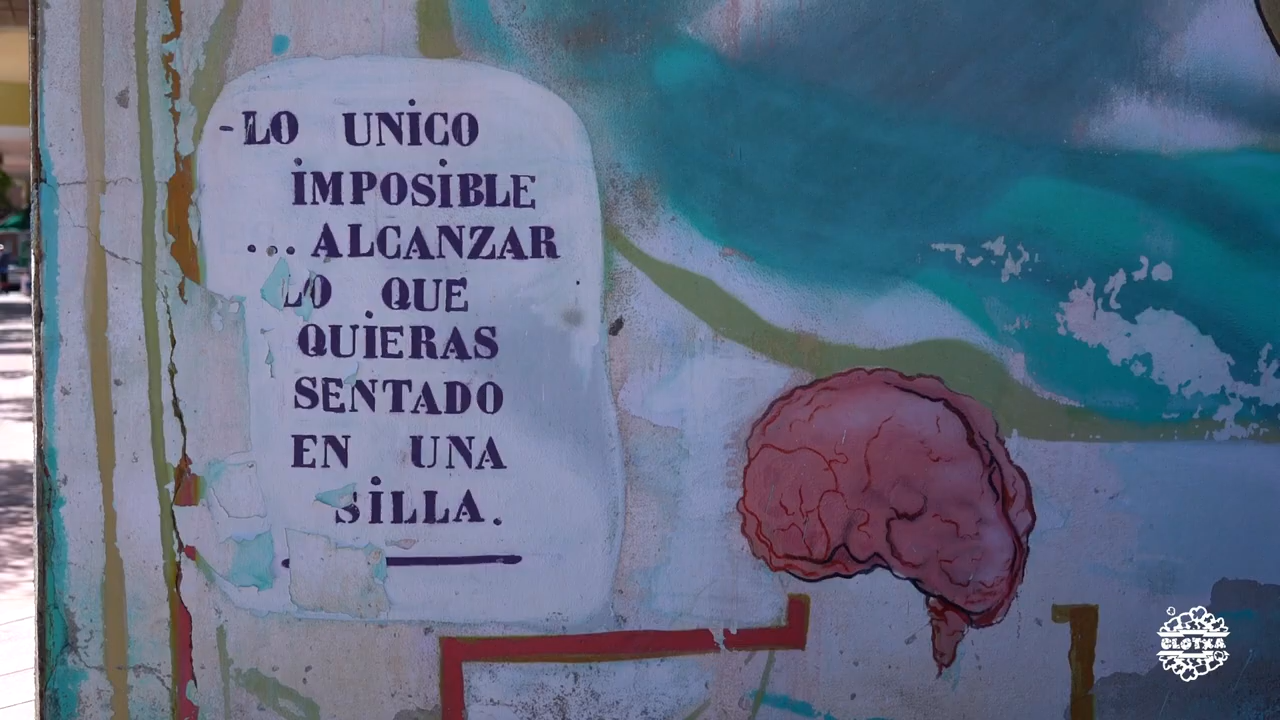 -LO UNICO
IMPOSIBLE
...ALCANZAR
LO QUE
QUIERAS
SENTADO
EN UNA
SILLA.
CLOTXA